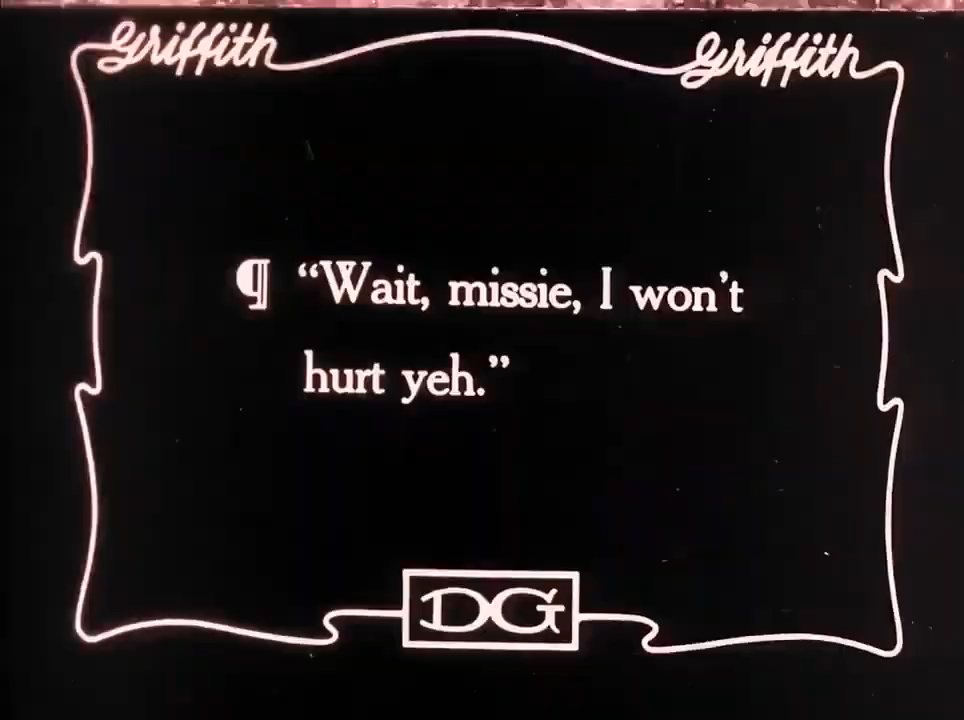 Griffith Griffith
¶ “Wait, missie, I won’t
hurt yeh.”
DG